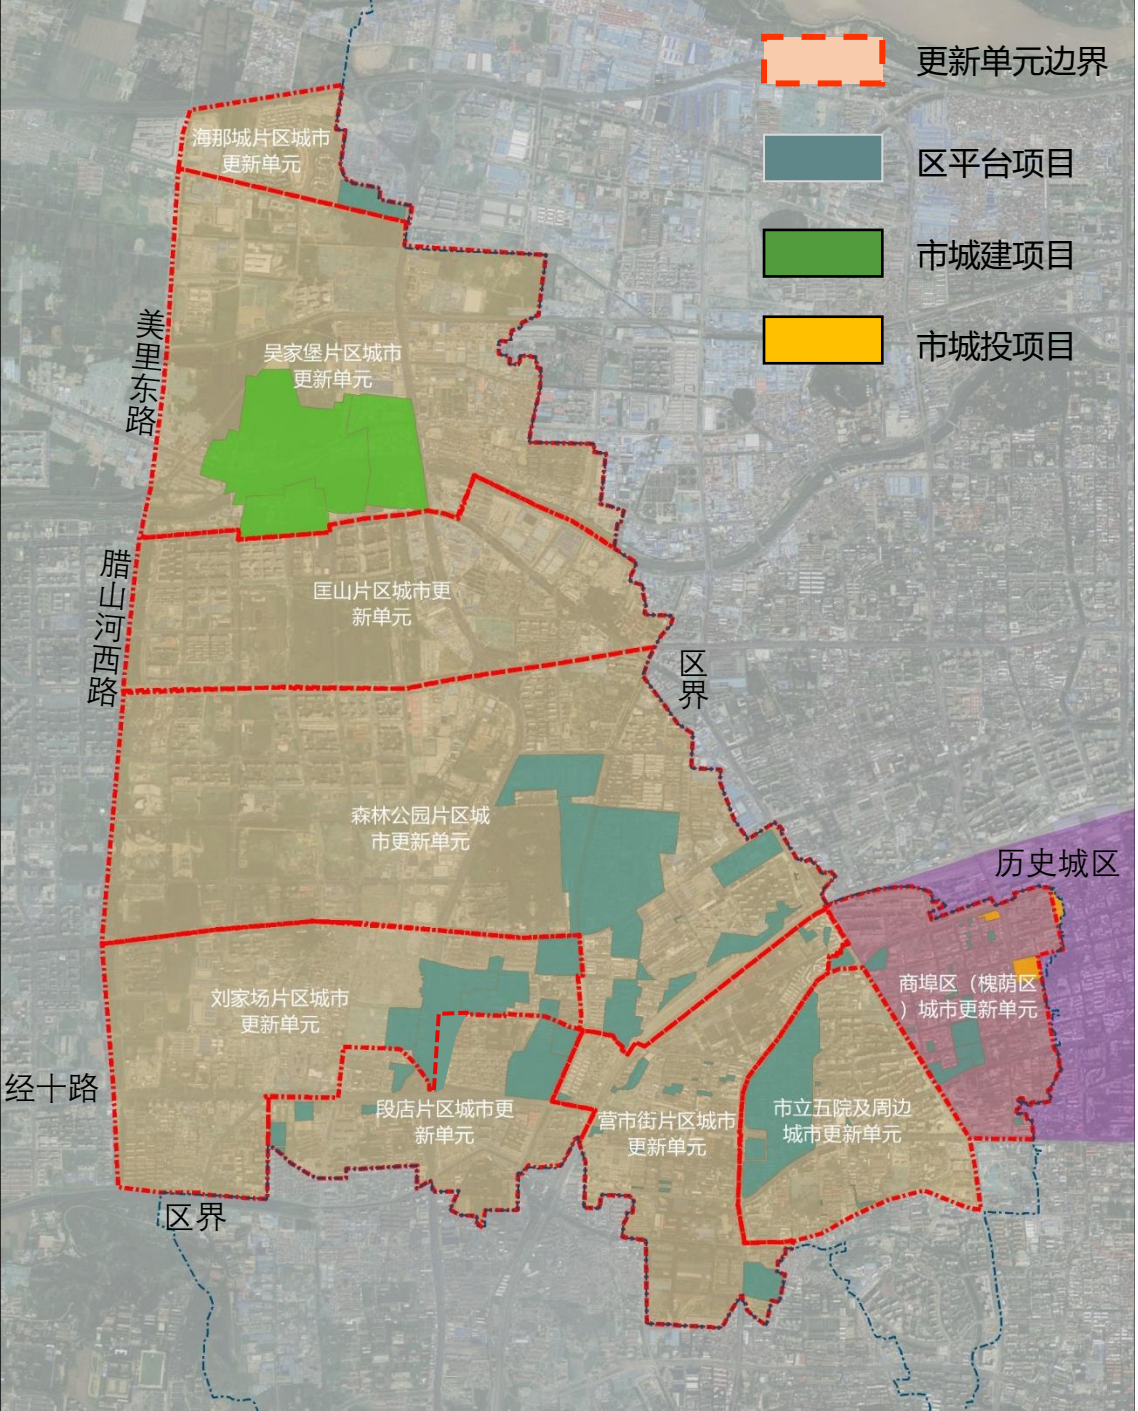 更新单元边界
区平台项目
市城建项目
市城投项目
海那城片区城市
更新单元
美里东路
吴家堡片区城市
更新单元
腊山河西路
匡山片区城市更
新单元
区界
森林公园片区城
市更新单元
历史城区
刘家场片区城市
更新单元
商埠区（槐荫区
）城市更新单元
经十路
段店片区城市更
新单元
营市街片区城市
更新单元
市立五院及周边
城市更新单元
区界